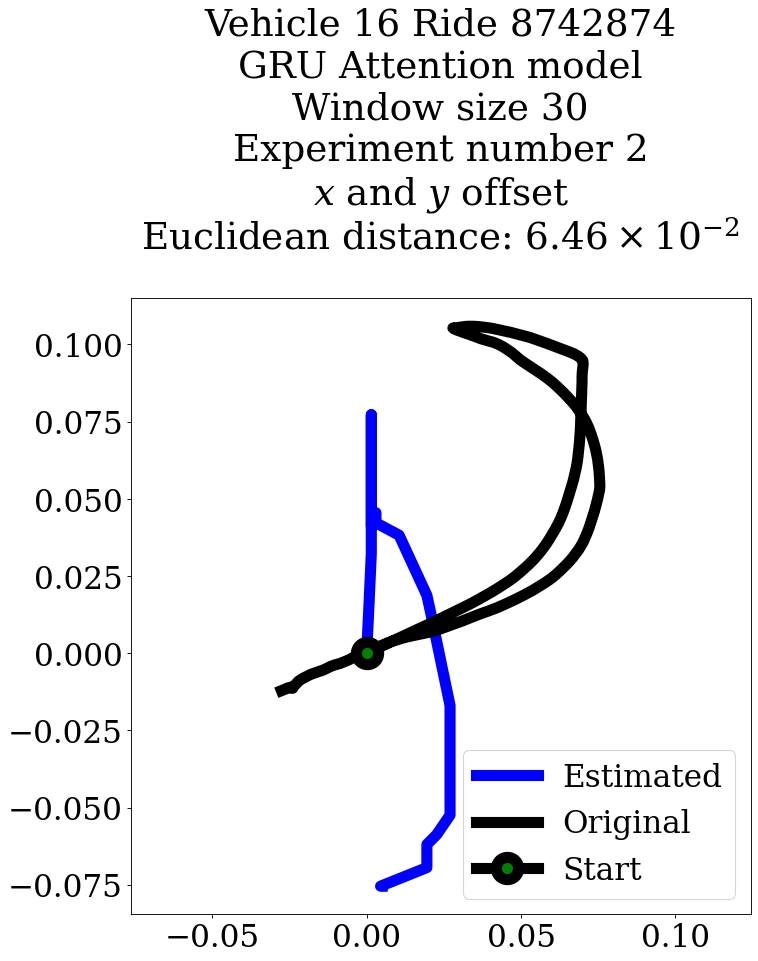 Vehicle 16 Ride 8742874
GRU Attention model
Window size 30
Experiment number 2
x and y offset
Euclidean distance: 6.46 × 10⁻²
0.100
0.075
0.050
0.025
0.000
−0.025
−0.050
−0.075
−0.05 0.00 0.05 0.10
Estimated
Original
Start